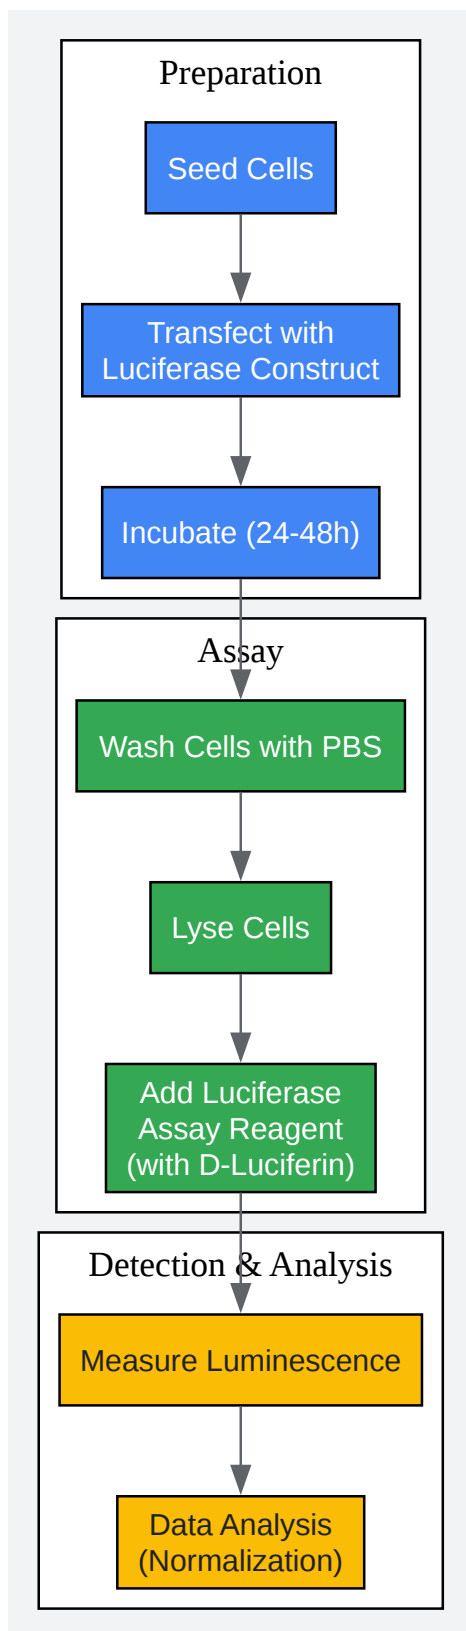 Preparation
Seed Cells
Transfect with
Luciferase Construct
Incubate (24-48h)
Assay
Wash Cells with PBS
Lyse Cells
Add Luciferase
Assay Reagent
(with D-Luciferin)
Detection & Analysis
Measure Luminescence
Data Analysis
(Normalization)